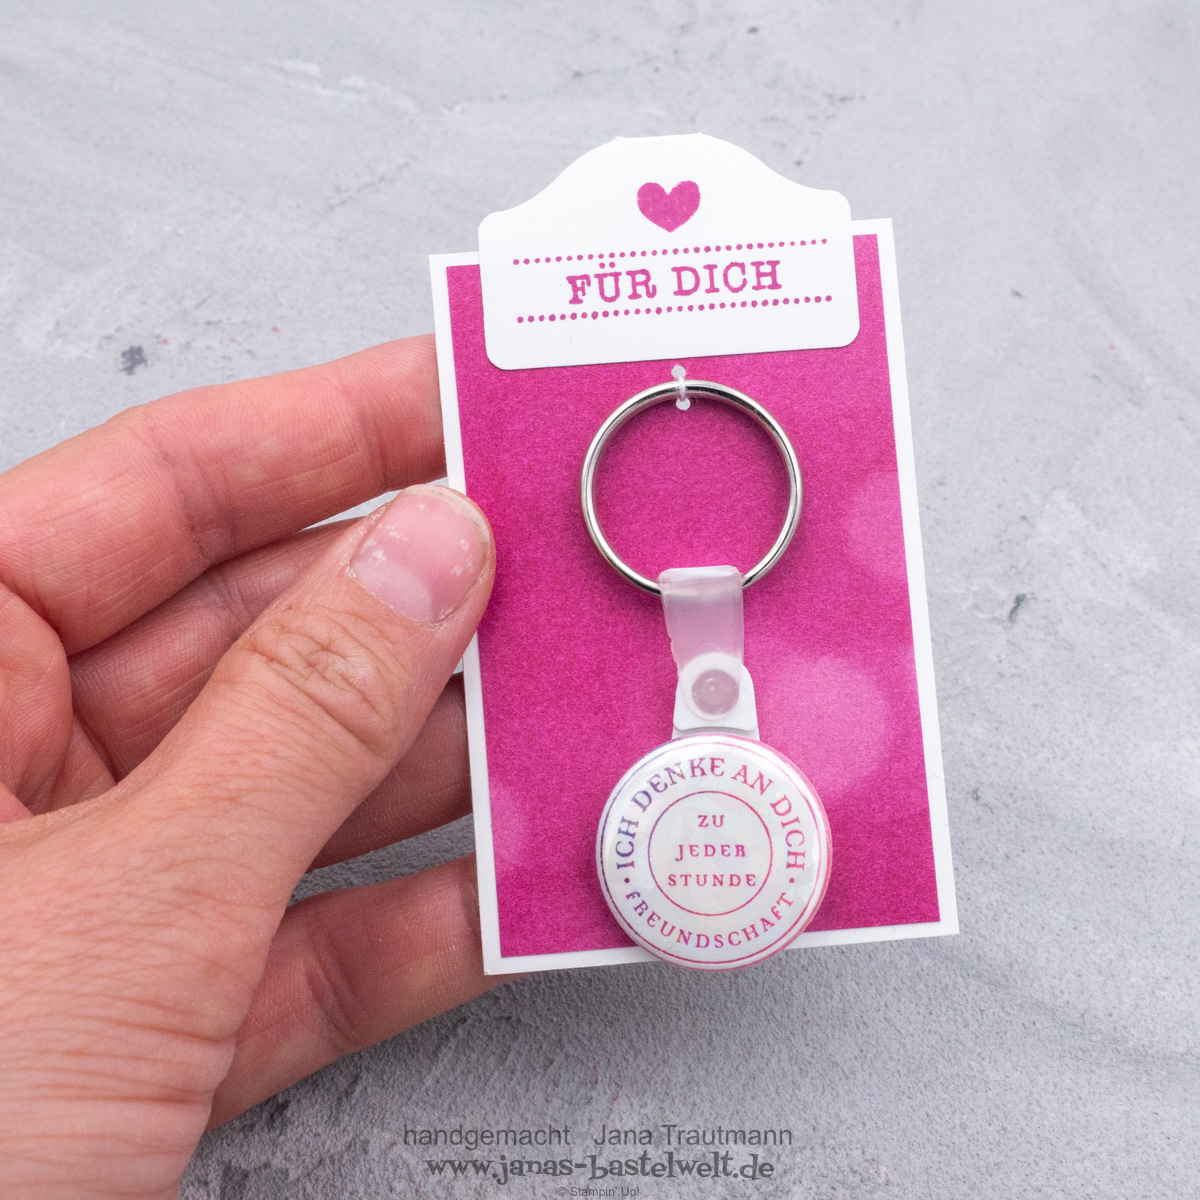 FÜR DICH
· ICH DENKE AN DICH ·
ZU
JEDER
STUNDE
FREUNDSCHAFT
handgemacht Jana Trautmann
www.janas-bastelwelt.de
© Stampin' Up!